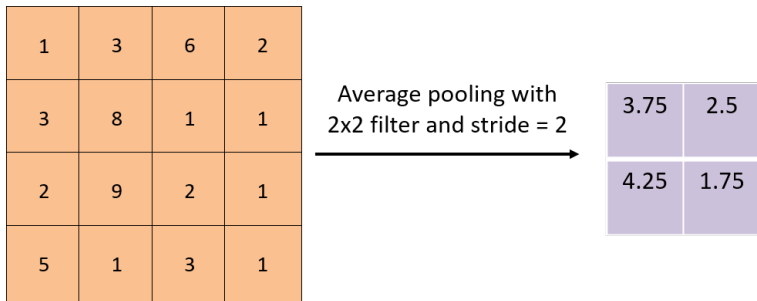 1 3 6 2
3 8 1 1
2 9 2 1
5 1 3 1
Average pooling with
2x2 filter and stride = 2
3.75 2.5
4.25 1.75